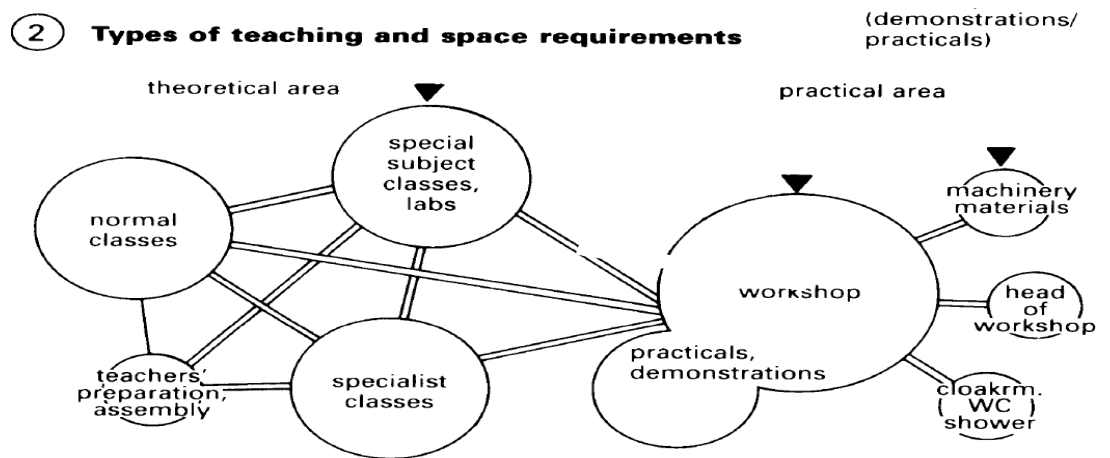 2 Types of teaching and space requirements
(demonstrations/
practicals)
theoretical area
practical area
special
subject
classes,
labs
machinery
materials
normal
classes
workshop
head
of
workshop
practicals,
demonstrations
teachers'
preparation,
assembly
specialist
classes
cloakrm.
WC
shower